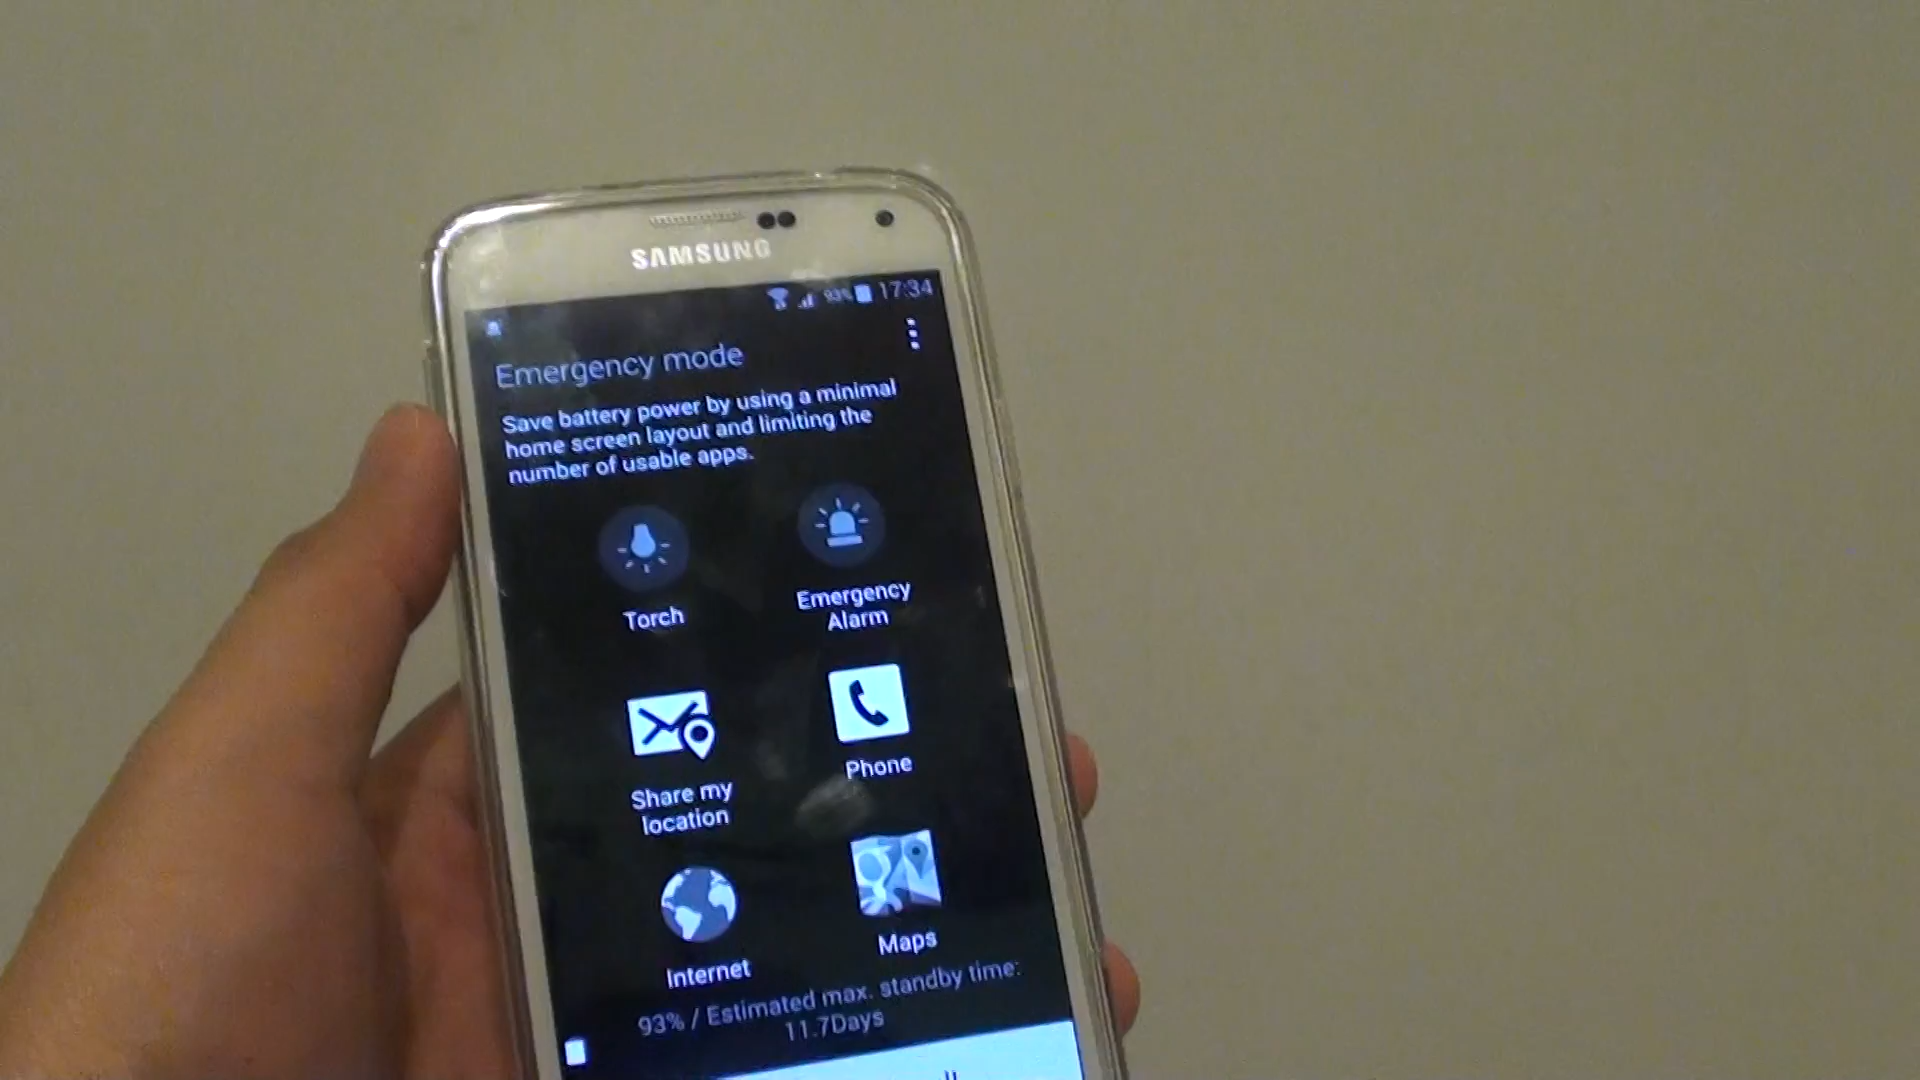 SAMSUNG
93% 17:34
Emergency mode
Save battery power by using a minimal
home screen layout and limiting the
number of usable apps.
Torch
Emergency
Alarm
Share my
location
Phone
Internet
Maps
93% / Estimated max. standby time:
11.7Days